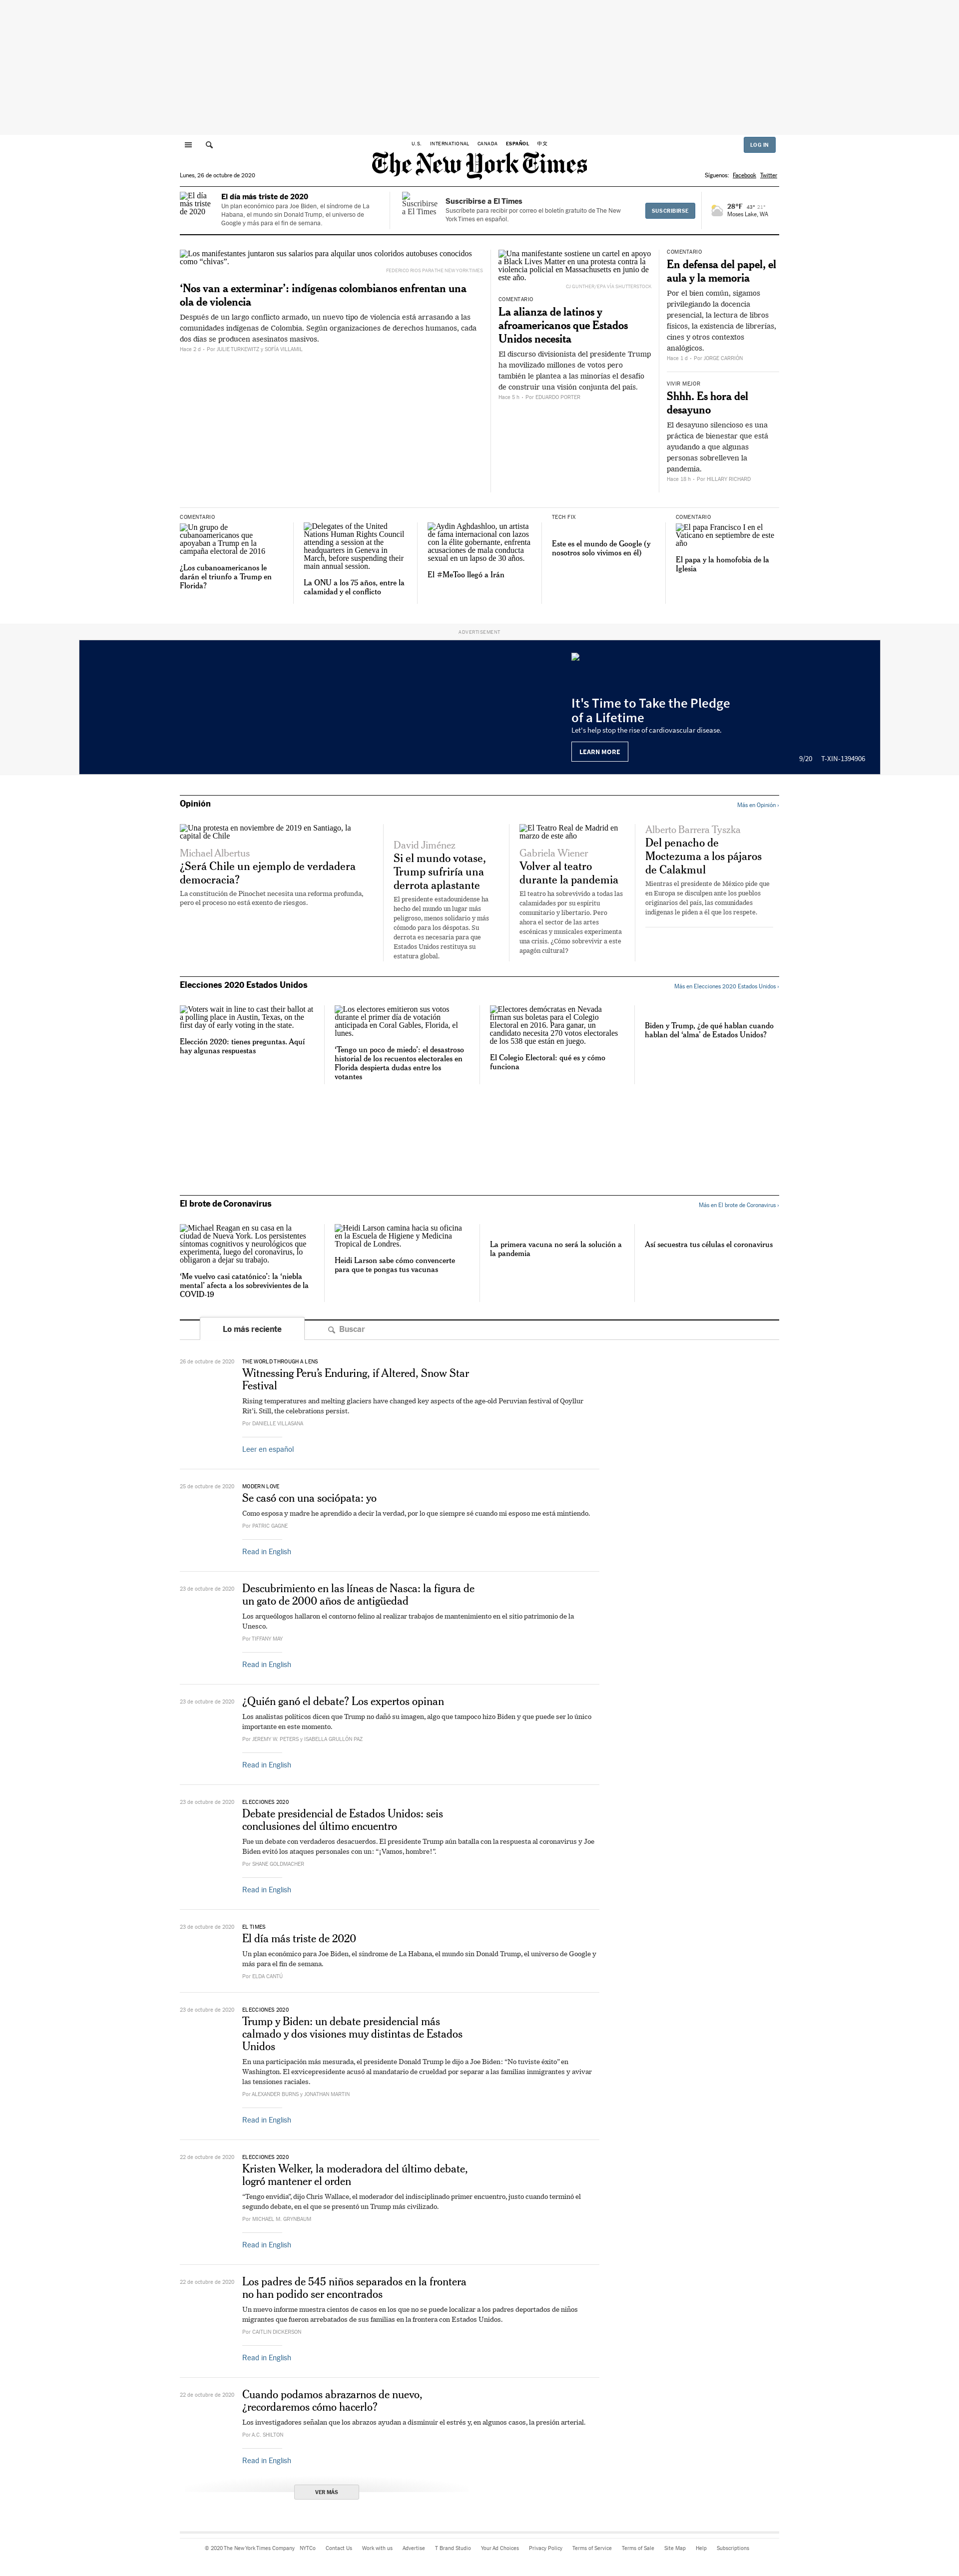 U.S. INTERNATIONAL CANADA ESPAÑOL 中文
LOG IN
The New York Times
Lunes, 26 de octubre de 2020
Síguenos: Facebook Twitter
El día más triste de 2020
El día más triste de 2020
Un plan económico para Joe Biden, el síndrome de La
Habana, el mundo sin Donald Trump, el universo de
Google y más para el fin de semana.
Suscribirse a El Times
Suscribirse a El Times
Suscríbete para recibir por correo el boletín gratuito de The New
York Times en español.
SUSCRIBIRSE
28°F 43° 21°
Moses Lake, WA
Los manifestantes juntaron sus salarios para alquilar unos coloridos autobuses conocidos
como “chivas”.
FEDERICO RIOS PARA THE NEW YORK TIMES
‘Nos van a exterminar’: indígenas colombianos enfrentan una
ola de violencia
Después de un largo conflicto armado, un nuevo tipo de violencia está arrasando a las
comunidades indígenas de Colombia. Según organizaciones de derechos humanos, cada
dos días se producen asesinatos masivos.
Hace 2 d - Por JULIE TURKEWITZ y SOFÍA VILLAMIL
Una manifestante sostiene un cartel en apoyo
a Black Lives Matter en una protesta contra la
violencia policial en Massachusetts en junio de
este año.
CJ GUNTHER/EPA VÍA SHUTTERSTOCK
COMENTARIO
La alianza de latinos y
afroamericanos que Estados
Unidos necesita
El discurso divisionista del presidente Trump
ha movilizado millones de votos pero
también le plantea a las minorías el desafío
de construir una visión conjunta del país.
Hace 5 h - Por EDUARDO PORTER
COMENTARIO
En defensa del papel, el
aula y la memoria
Por el bien común, sigamos
privilegiando la docencia
presencial, la lectura de libros
físicos, la existencia de librerías,
cines y otros contextos
analógicos.
Hace 1 d - Por JORGE CARRIÓN
VIVIR MEJOR
Shhh. Es hora del
desayuno
El desayuno silencioso es una
práctica de bienestar que está
ayudando a que algunas
personas sobrelleven la
pandemia.
Hace 18 h - Por HILLARY RICHARD
COMENTARIO
Un grupo de
cubanoamericanos que
apoyaban a Trump en la
campaña electoral de 2016
¿Los cubanoamericanos le
darán el triunfo a Trump en
Florida?
Delegates of the United
Nations Human Rights Council
attending a session at the
headquarters in Geneva in
March, before suspending their
main annual session.
La ONU a los 75 años, entre la
calamidad y el conflicto
Aydin Aghdashloo, un artista
de fama internacional con lazos
con la élite gobernante, enfrenta
acusaciones de mala conducta
sexual en un lapso de 30 años.
El #MeToo llegó a Irán
TECH FIX
Este es el mundo de Google (y
nosotros solo vivimos en él)
COMENTARIO
El papa Francisco I en el
Vaticano en septiembre de este
año
El papa y la homofobia de la
Iglesia
ADVERTISEMENT
It's Time to Take the Pledge
of a Lifetime
Let's help stop the rise of cardiovascular disease.
LEARN MORE
9/20 T-XIN-1394906
Opinión
Más en Opinión ›
Una protesta en noviembre de 2019 en Santiago, la
capital de Chile
Michael Albertus
¿Será Chile un ejemplo de verdadera
democracia?
La constitución de Pinochet necesita una reforma profunda,
pero el proceso no está exento de riesgos.
David Jiménez
Si el mundo votase,
Trump sufriría una
derrota aplastante
El presidente estadounidense ha
hecho del mundo un lugar más
peligroso, menos solidario y más
cómodo para los déspotas. Su
derrota es necesaria para que
Estados Unidos restituya su
estatura global.
El Teatro Real de Madrid en
marzo de este año
Gabriela Wiener
Volver al teatro
durante la pandemia
El teatro ha sobrevivido a todas las
calamidades por su espíritu
comunitario y libertario. Pero
ahora el sector de las artes
escénicas y musicales experimenta
una crisis. ¿Cómo sobrevivir a este
apagón cultural?
Alberto Barrera Tyszka
Del penacho de
Moctezuma a los pájaros
de Calakmul
Mientras el presidente de México pide que
en Europa se disculpen ante los pueblos
originarios del país, las comunidades
indígenas le piden a él que los respete.
Elecciones 2020 Estados Unidos
Más en Elecciones 2020 Estados Unidos ›
Voters wait in line to cast their ballot at
a polling place in Austin, Texas, on the
first day of early voting in the state.
Elección 2020: tienes preguntas. Aquí
hay algunas respuestas
Los electores emitieron sus votos
durante el primer día de votación
anticipada en Coral Gables, Florida, el
lunes.
‘Tengo un poco de miedo’: el desastroso
historial de los recuentos electorales en
Florida despierta dudas entre los
votantes
Electores demócratas en Nevada
firman sus boletas para el Colegio
Electoral en 2016. Para ganar, un
candidato necesita 270 votos electorales
de los 538 que están en juego.
El Colegio Electoral: qué es y cómo
funciona
Biden y Trump, ¿de qué hablan cuando
hablan del ‘alma’ de Estados Unidos?
El brote de Coronavirus
Más en El brote de Coronavirus ›
Michael Reagan en su casa en la
ciudad de Nueva York. Los persistentes
síntomas cognitivos y neurológicos que
experimenta, luego del coronavirus, lo
obligaron a dejar su trabajo.
‘Me vuelvo casi catatónico’: la ‘niebla
mental’ afecta a los sobrevivientes de la
COVID-19
Heidi Larson camina hacia su oficina
en la Escuela de Higiene y Medicina
Tropical de Londres.
Heidi Larson sabe cómo convencerte
para que te pongas tus vacunas
La primera vacuna no será la solución a
la pandemia
Así secuestra tus células el coronavirus
Lo más reciente
Buscar
26 de octubre de 2020
THE WORLD THROUGH A LENS
Witnessing Peru’s Enduring, if Altered, Snow Star
Festival
Rising temperatures and melting glaciers have changed key aspects of the age-old Peruvian festival of Qoyllur
Rit’i. Still, the celebrations persist.
Por DANIELLE VILLASANA
Leer en español
25 de octubre de 2020
MODERN LOVE
Se casó con una sociópata: yo
Como esposa y madre he aprendido a decir la verdad, por lo que siempre sé cuando mi esposo me está mintiendo.
Por PATRIC GAGNE
Read in English
23 de octubre de 2020
Descubrimiento en las líneas de Nasca: la figura de
un gato de 2000 años de antigüedad
Los arqueólogos hallaron el contorno felino al realizar trabajos de mantenimiento en el sitio patrimonio de la
Unesco.
Por TIFFANY MAY
Read in English
23 de octubre de 2020
¿Quién ganó el debate? Los expertos opinan
Los analistas políticos dicen que Trump no dañó su imagen, algo que tampoco hizo Biden y que puede ser lo único
importante en este momento.
Por JEREMY W. PETERS y ISABELLA GRULLÓN PAZ
Read in English
23 de octubre de 2020
ELECCIONES 2020
Debate presidencial de Estados Unidos: seis
conclusiones del último encuentro
Fue un debate con verdaderos desacuerdos. El presidente Trump aún batalla con la respuesta al coronavirus y Joe
Biden evitó los ataques personales con un: “¡Vamos, hombre!”.
Por SHANE GOLDMACHER
Read in English
23 de octubre de 2020
EL TIMES
El día más triste de 2020
Un plan económico para Joe Biden, el síndrome de La Habana, el mundo sin Donald Trump, el universo de Google y
más para el fin de semana.
Por ELDA CANTÚ
23 de octubre de 2020
ELECCIONES 2020
Trump y Biden: un debate presidencial más
calmado y dos visiones muy distintas de Estados
Unidos
En una participación más mesurada, el presidente Donald Trump le dijo a Joe Biden: “No tuviste éxito” en
Washington. El exvicepresidente acusó al mandatario de crueldad por separar a las familias inmigrantes y avivar
las tensiones raciales.
Por ALEXANDER BURNS y JONATHAN MARTIN
Read in English
22 de octubre de 2020
ELECCIONES 2020
Kristen Welker, la moderadora del último debate,
logró mantener el orden
“Tengo envidia”, dijo Chris Wallace, el moderador del indisciplinado primer encuentro, justo cuando terminó el
segundo debate, en el que se presentó un Trump más civilizado.
Por MICHAEL M. GRYNBAUM
Read in English
22 de octubre de 2020
Los padres de 545 niños separados en la frontera
no han podido ser encontrados
Un nuevo informe muestra cientos de casos en los que no se puede localizar a los padres deportados de niños
migrantes que fueron arrebatados de sus familias en la frontera con Estados Unidos.
Por CAITLIN DICKERSON
Read in English
22 de octubre de 2020
Cuando podamos abrazarnos de nuevo,
¿recordaremos cómo hacerlo?
Los investigadores señalan que los abrazos ayudan a disminuir el estrés y, en algunos casos, la presión arterial.
Por A.C. SHILTON
Read in English
VER MÁS
© 2020 The New York Times Company NYTCo Contact Us Work with us Advertise T Brand Studio Your Ad Choices Privacy Policy Terms of Service Terms of Sale Site Map Help Subscriptions